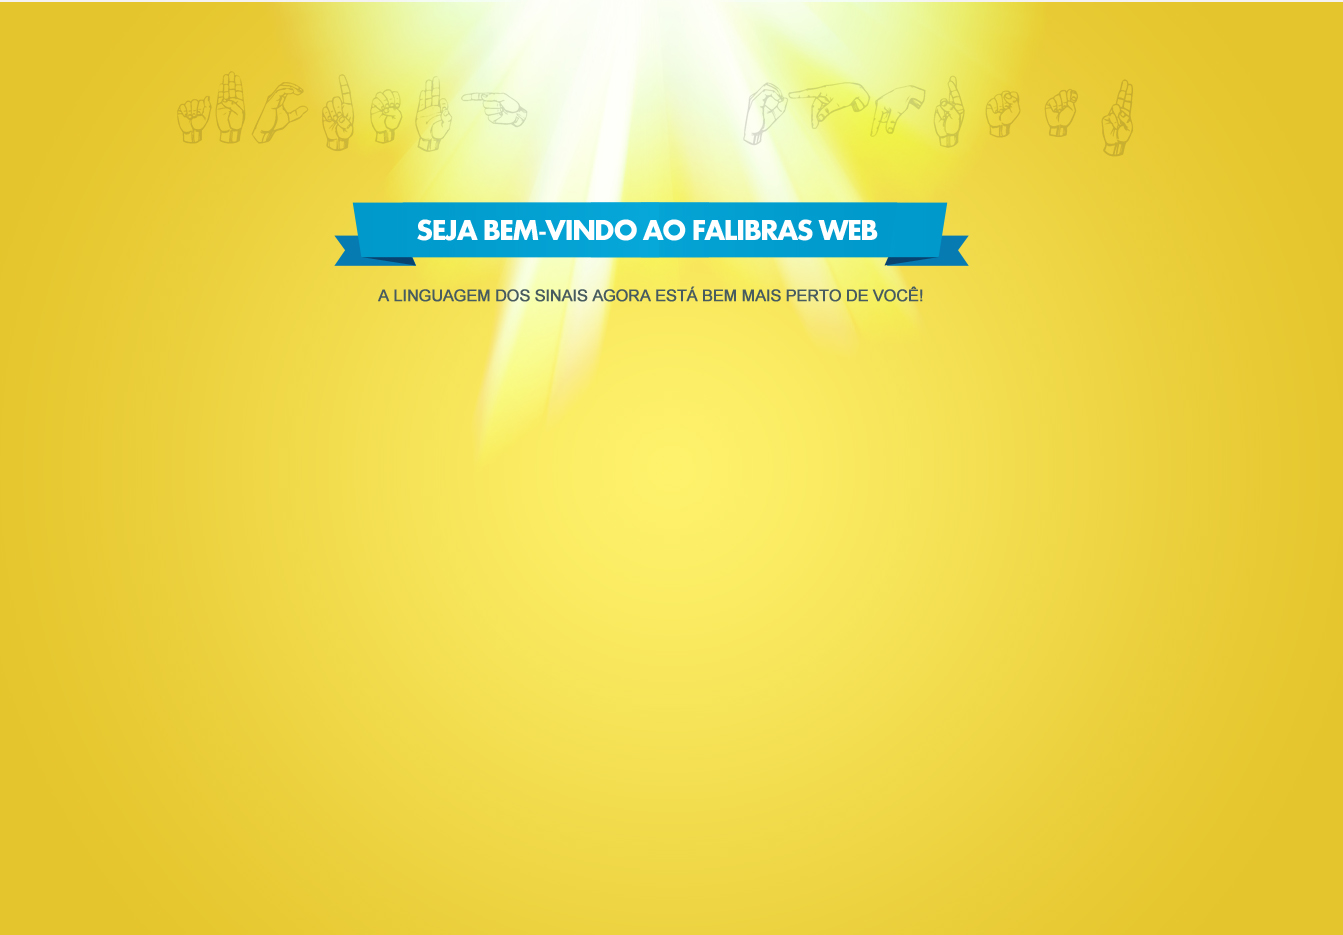 SEJA BEM-VINDO AO FALIBRAS WEB
A LINGUAGEM DOS SINAIS AGORA ESTÁ BEM MAIS PERTO DE VOCÊ!